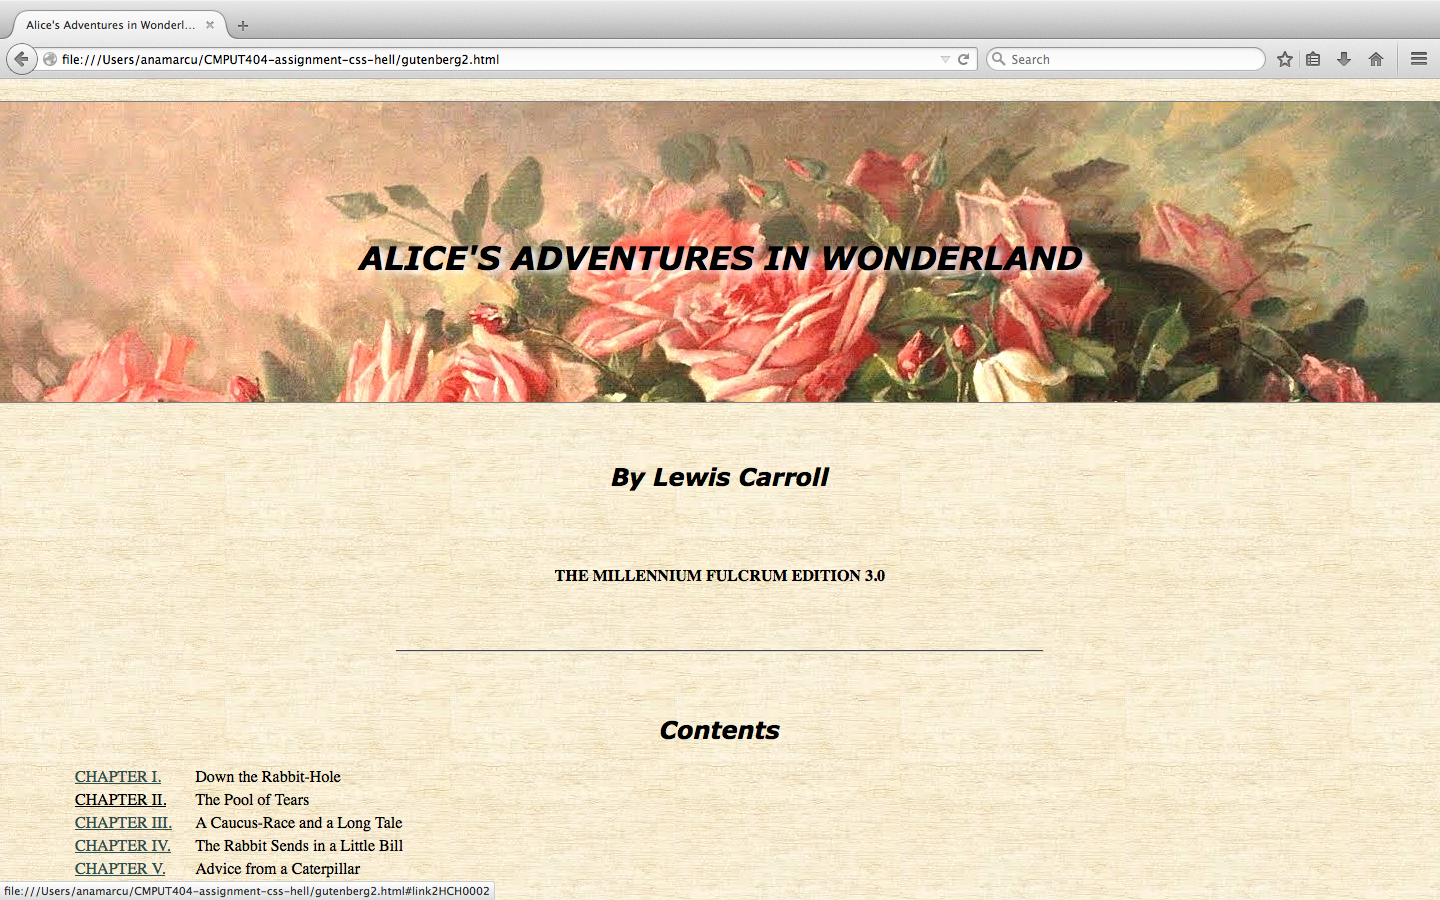 Alice's Adventures in Wonderl...
file:///Users/anamarcu/CMPUT404-assignment-css-hell/gutenberg2.html
Search
ALICE'S ADVENTURES IN WONDERLAND
By Lewis Carroll
THE MILLENNIUM FULCRUM EDITION 3.0
Contents
CHAPTER I. Down the Rabbit-Hole
CHAPTER II. The Pool of Tears
CHAPTER III. A Caucus-Race and a Long Tale
CHAPTER IV. The Rabbit Sends in a Little Bill
CHAPTER V. Advice from a Caterpillar
file:///Users/anamarcu/CMPUT404-assignment-css-hell/gutenberg2.html#link2HCH0002